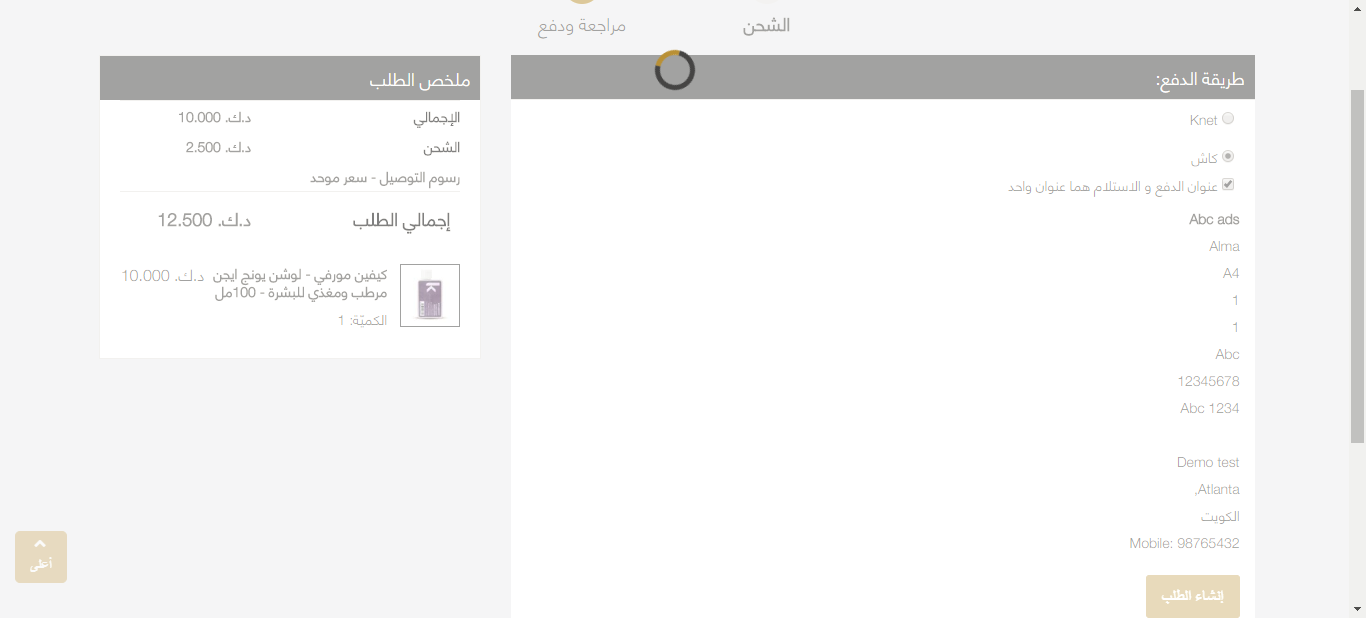 الشحن
مراجعة ودفع
طريقة الدفع:
Knet
كاش
عنوان الدفع و الاستلام هما عنوان واحد
Abc ads
Alma
A4
1
1
Abc
12345678
Abc 1234
Demo test
Atlanta,
الكويت
Mobile: 98765432
إنشاء الطلب
ملخص الطلب
الإجمالي د.ك. 10.000
الشحن د.ك. 2.500
رسوم التوصيل - سعر موحد
إجمالي الطلب د.ك. 12.500
كيفين مورفي - لوشن يونج ايجن د.ك. 10.000
مرطب ومغذي للبشرة - 100مل
الكميّة: 1
أعلى